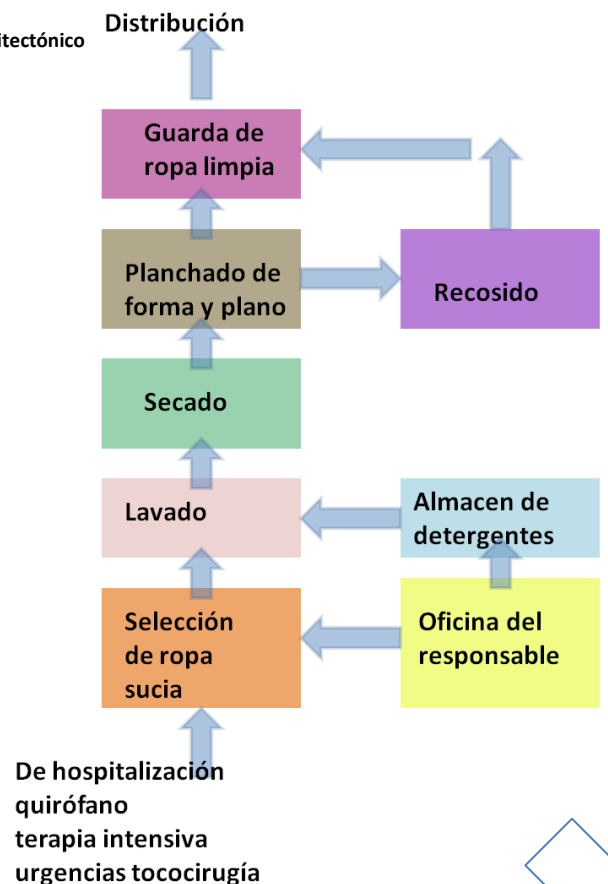 Distribución
itectónico
Guarda de
ropa limpia
Planchado de
forma y plano
Recosido
Secado
Lavado
Almacen de
detergentes
Selección
de ropa
sucia
Oficina del
responsable
De hospitalización
quirófano
terapia intensiva
urgencias tococirugía